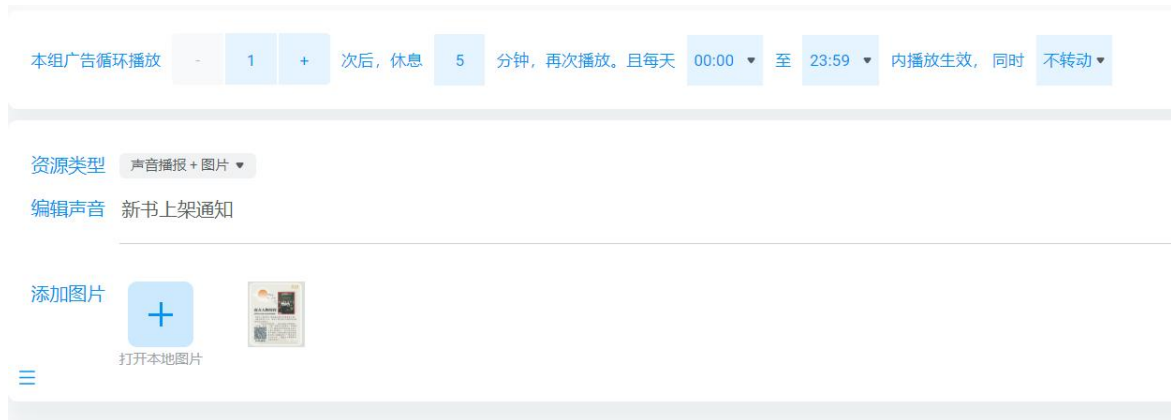 本组广告循环播放 - 1 + 次后，休息 5 分钟，再次播放。且每天 00:00 至 23:59 内播放生效， 同时 不转动
资源类型 声音播报 + 图片
编辑声音 新书上架通知
添加图片
打开本地图片